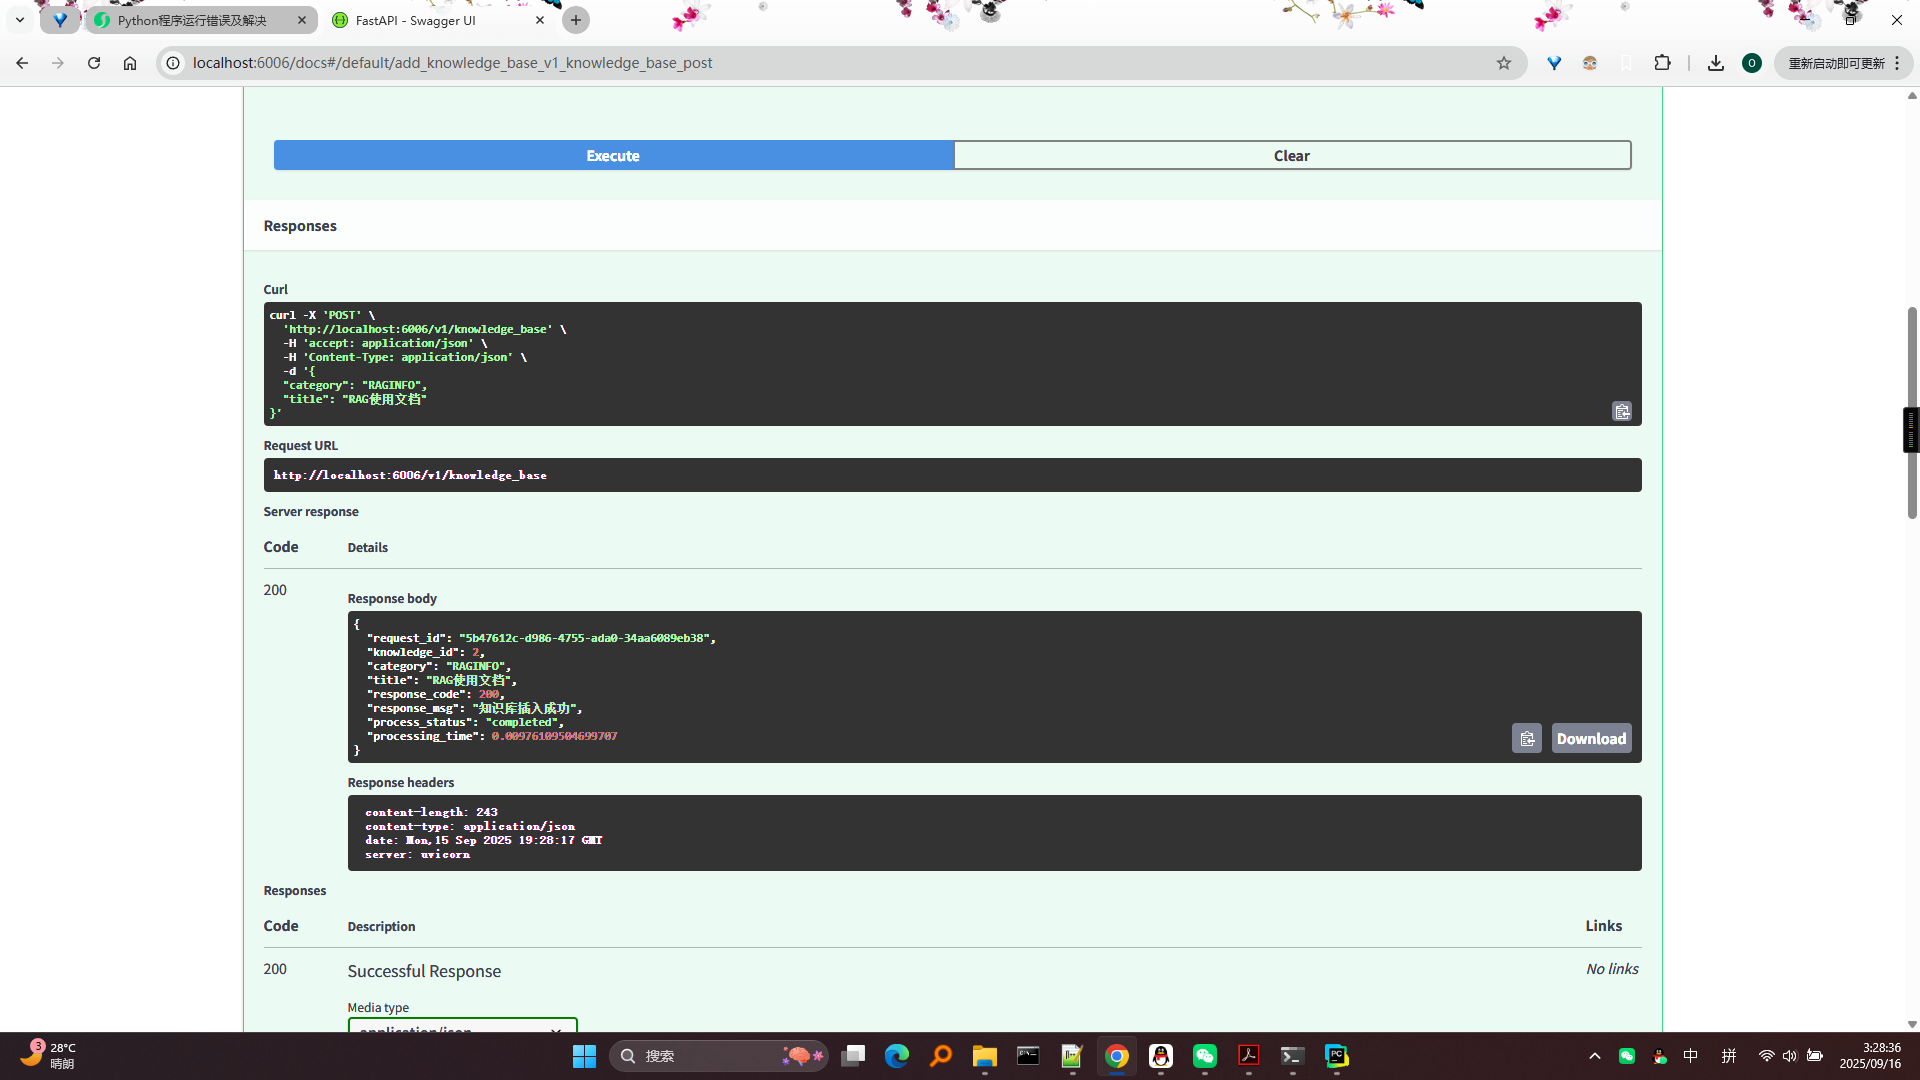 Python程序运行错误及解决
FastAPI - Swagger UI
localhost:6006/docs#/default/add_knowledge_base_v1_knowledge_base_post
O
重新启动即可更新
Execute
Clear
Responses
Curl
curl -X 'POST' \
'http://localhost:6006/v1/knowledge_base' \
-H 'accept: application/json' \
-H 'Content-Type: application/json' \
-d '{
"category": "RAGINFO",
"title": "RAG使用文档"
}'
Request URL
http://localhost:6006/v1/knowledge_base
Server response
Code
Details
200
Response body
{
"request_id": "5b47612c-d986-4755-ada0-34aa6089eb38",
"knowledge_id": 2,
"category": "RAGINFO",
"title": "RAG使用文档",
"response_code": 200,
"response_msg": "知识库插入成功",
"process_status": "completed",
"processing_time": 0.00976109504699707
}
Download
Response headers
content-length: 243
content-type: application/json
date: Mon,15 Sep 2025 19:28:17 GMT
server: uvicorn
Responses
Code
Description
Links
200
Successful Response
No links
Media type
application/json
3
28°C
晴朗
搜索
PC
中
拼
3:28:36
2025/09/16